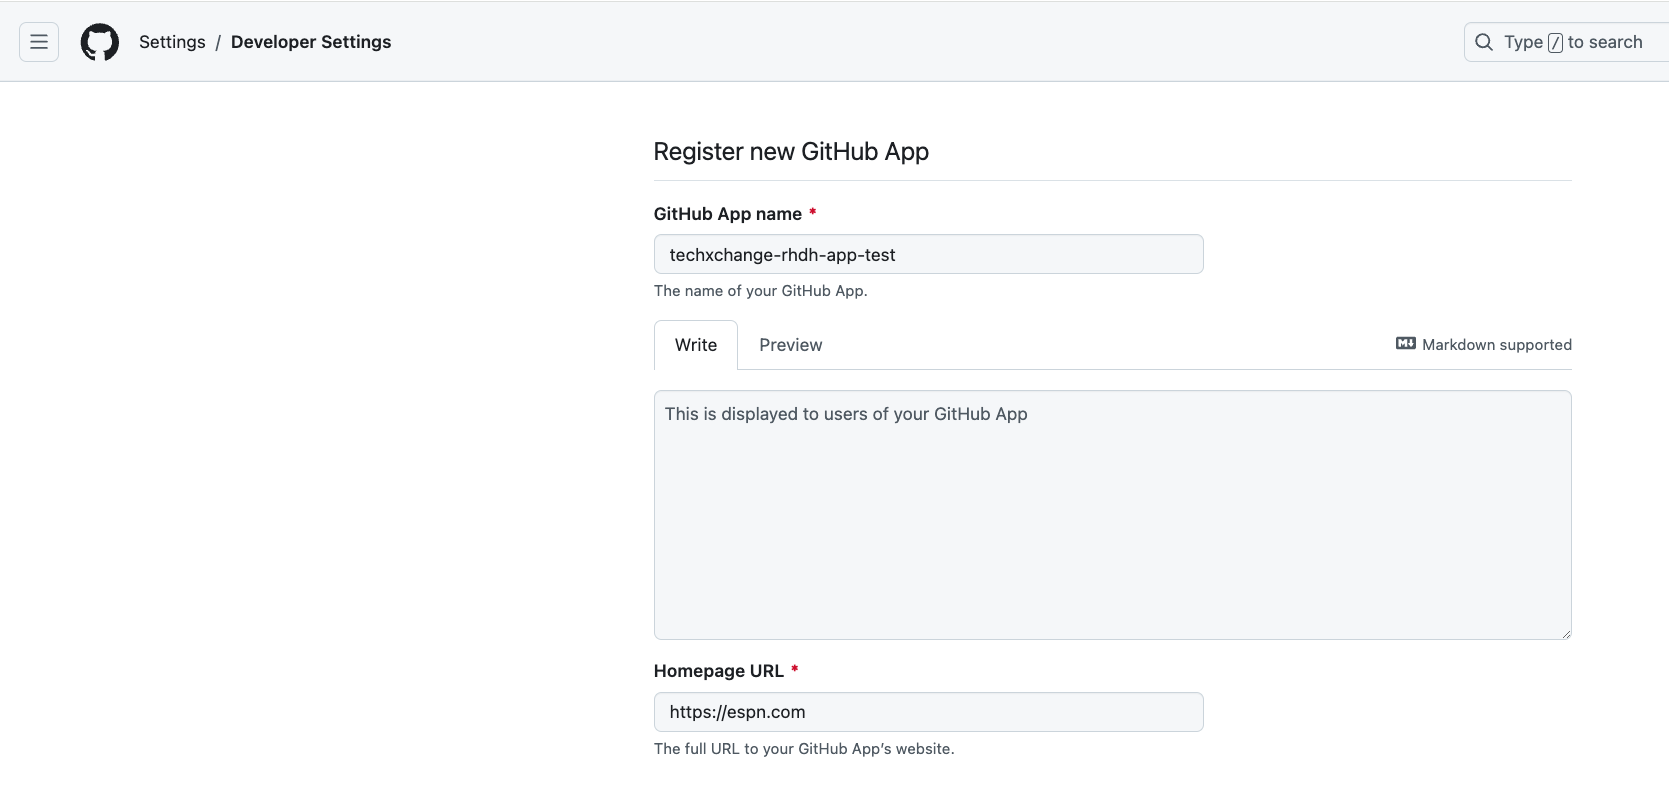 Settings / Developer Settings
Type / to search
Register new GitHub App
GitHub App name *
techxchange-rhdh-app-test
The name of your GitHub App.
Write Preview Markdown supported
This is displayed to users of your GitHub App
Homepage URL *
https://espn.com
The full URL to your GitHub App’s website.